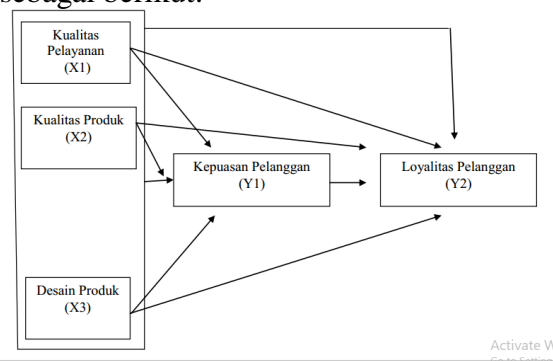 sebagai berikut:
Kualitas
Pelayanan
(X1)
Kualitas Produk
(X2)
Kepuasan Pelanggan
(Y1)
Loyalitas Pelanggan
(Y2)
Desain Produk
(X3)
Activate W